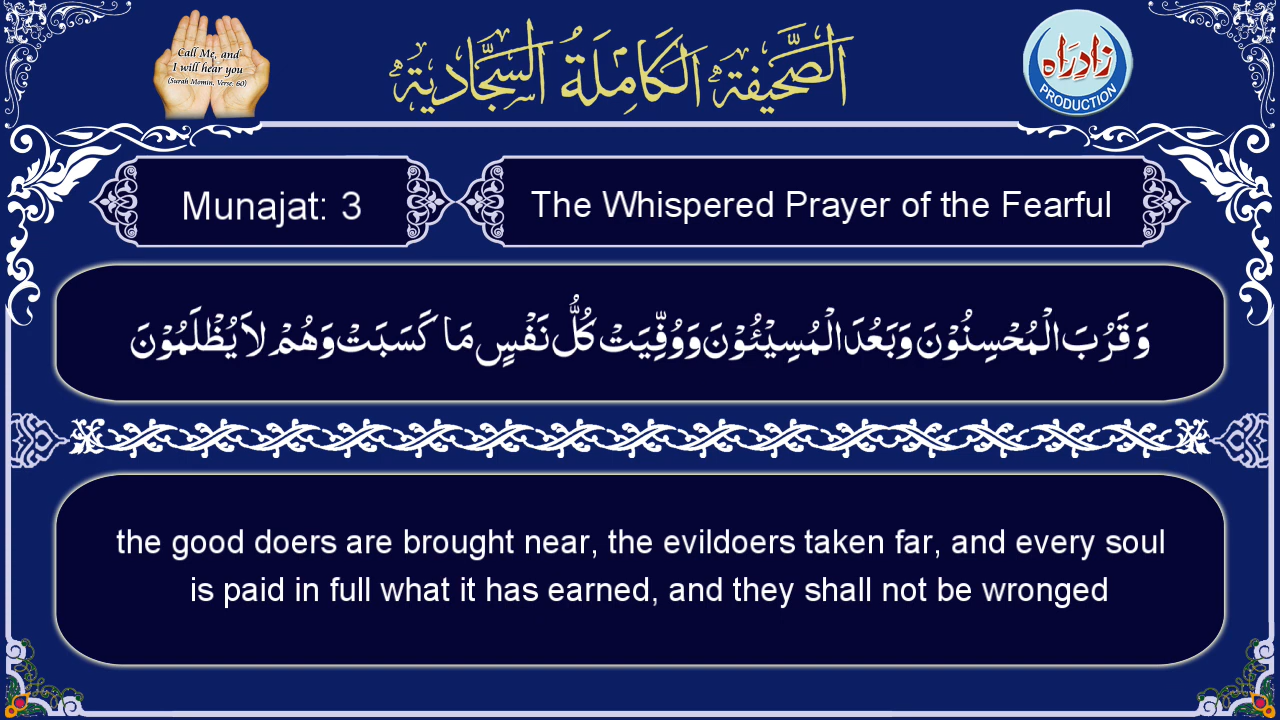 Call Me, and
I will hear you
(Surah Momin, Verse. 60)
الصَّحِيفَةُ الكَامِلَةُ السَّجَّادِيَةُ
زادِرَاه
PRODUCTION
Munajat: 3
The Whispered Prayer of the Fearful
وَقَرُبَ الْمُحْسِنُوْنَ وَبَعُدَ الْمُسِيْئُوْنَ وَوُفِّيَتْ كُلُّ نَفْسٍ مَا كَسَبَتْ وَهُمْ لاَ يُظْلَمُوْنَ
the good doers are brought near, the evildoers taken far, and every soul
is paid in full what it has earned, and they shall not be wronged